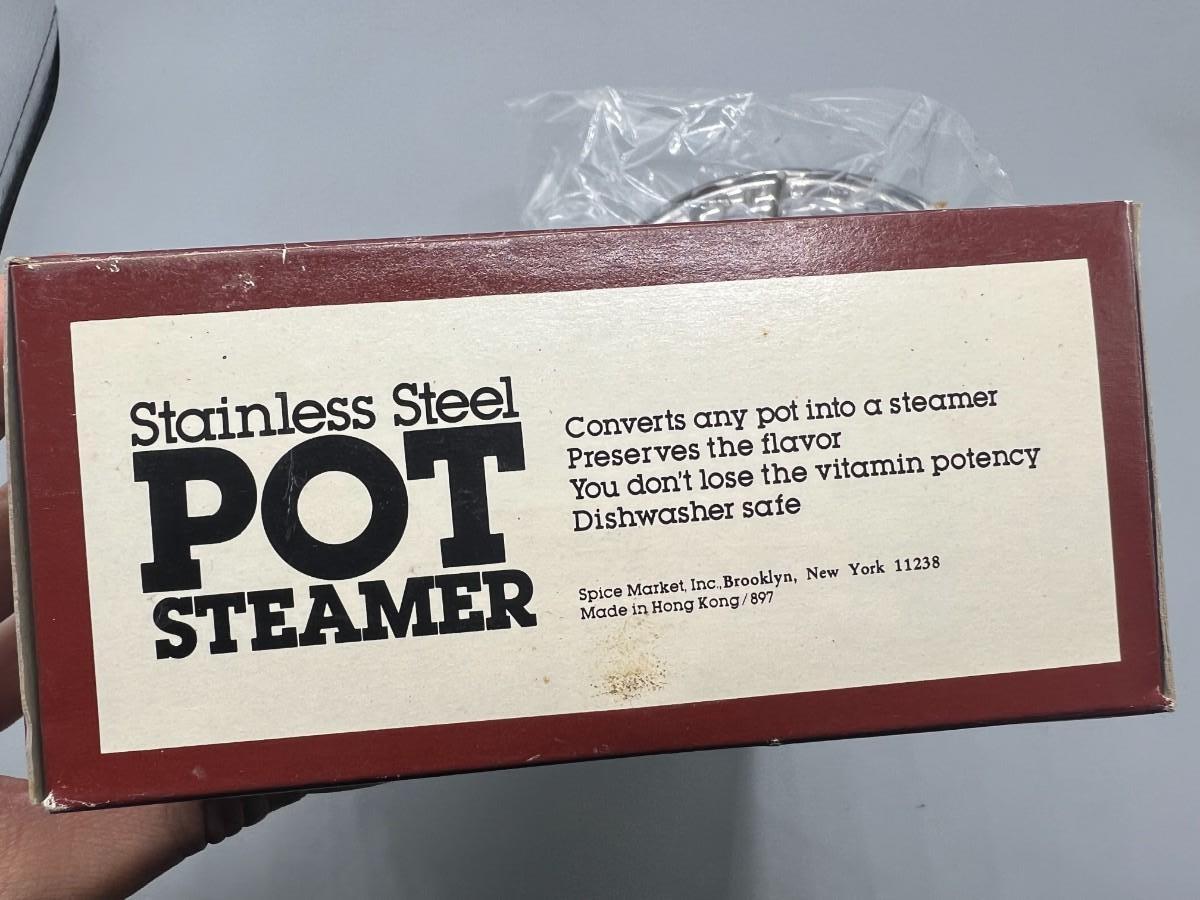 Stainless Steel
POT
STEAMER
Converts any pot into a steamer
Preserves the flavor
You don't lose the vitamin potency
Dishwasher safe
Spice Market, Inc., Brooklyn, New York 11238
Made in Hong Kong/897